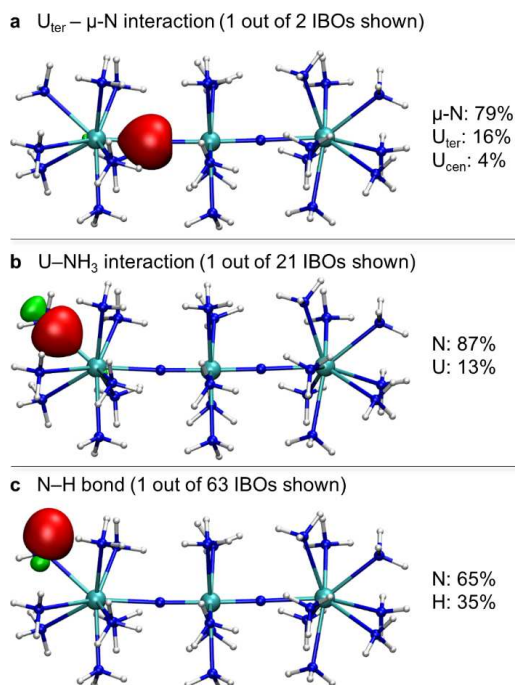 a U_ter – μ-N interaction (1 out of 2 IBOs shown)
μ-N: 79%
U_ter: 16%
U_cen: 4%
b U–NH₃ interaction (1 out of 21 IBOs shown)
N: 87%
U: 13%
c N–H bond (1 out of 63 IBOs shown)
N: 65%
H: 35%